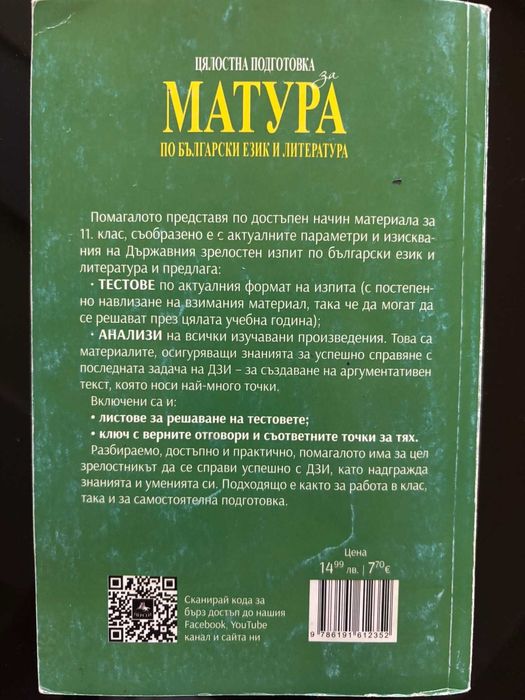 ЦЯЛОСТНА ПОДГОТОВКА
за
МАТУРА
ПО БЪЛГАРСКИ ЕЗИК И ЛИТЕРАТУРА
Помагалото представя по достъпен начин материала за
11. клас, съобразено е с актуалните параметри и изисква-
ния на Държавния зрелостен изпит по български език и
литература и предлага:
· ТЕСТОВЕ по актуалния формат на изпита (с постепен-
но навлизане на взимания материал, така че да могат да
се решават през цялата учебна година);
· АНАЛИЗИ на всички изучавани произведения. Това са
материалите, осигуряващи знанията за успешно справяне с
последната задача на ДЗИ – за създаване на аргументативен
текст, която носи най-много точки.
Включени са и:
· листове за решаване на тестовете;
· ключ с верните отговори и съответните точки за тях.
Разбираемо, достъпно и практично, помагалото има за цел
зрелостникът да се справи успешно с ДЗИ, като надгражда
знанията и уменията си. Подходящо е както за работа в клас,
така и за самостоятелна подготовка.
Цена
14⁹⁹ лв. | 7⁷⁰ €
Сканирай кода за
бърз достъп до нашия
Facebook, YouTube
канал и сайта ни
9 786191 612352